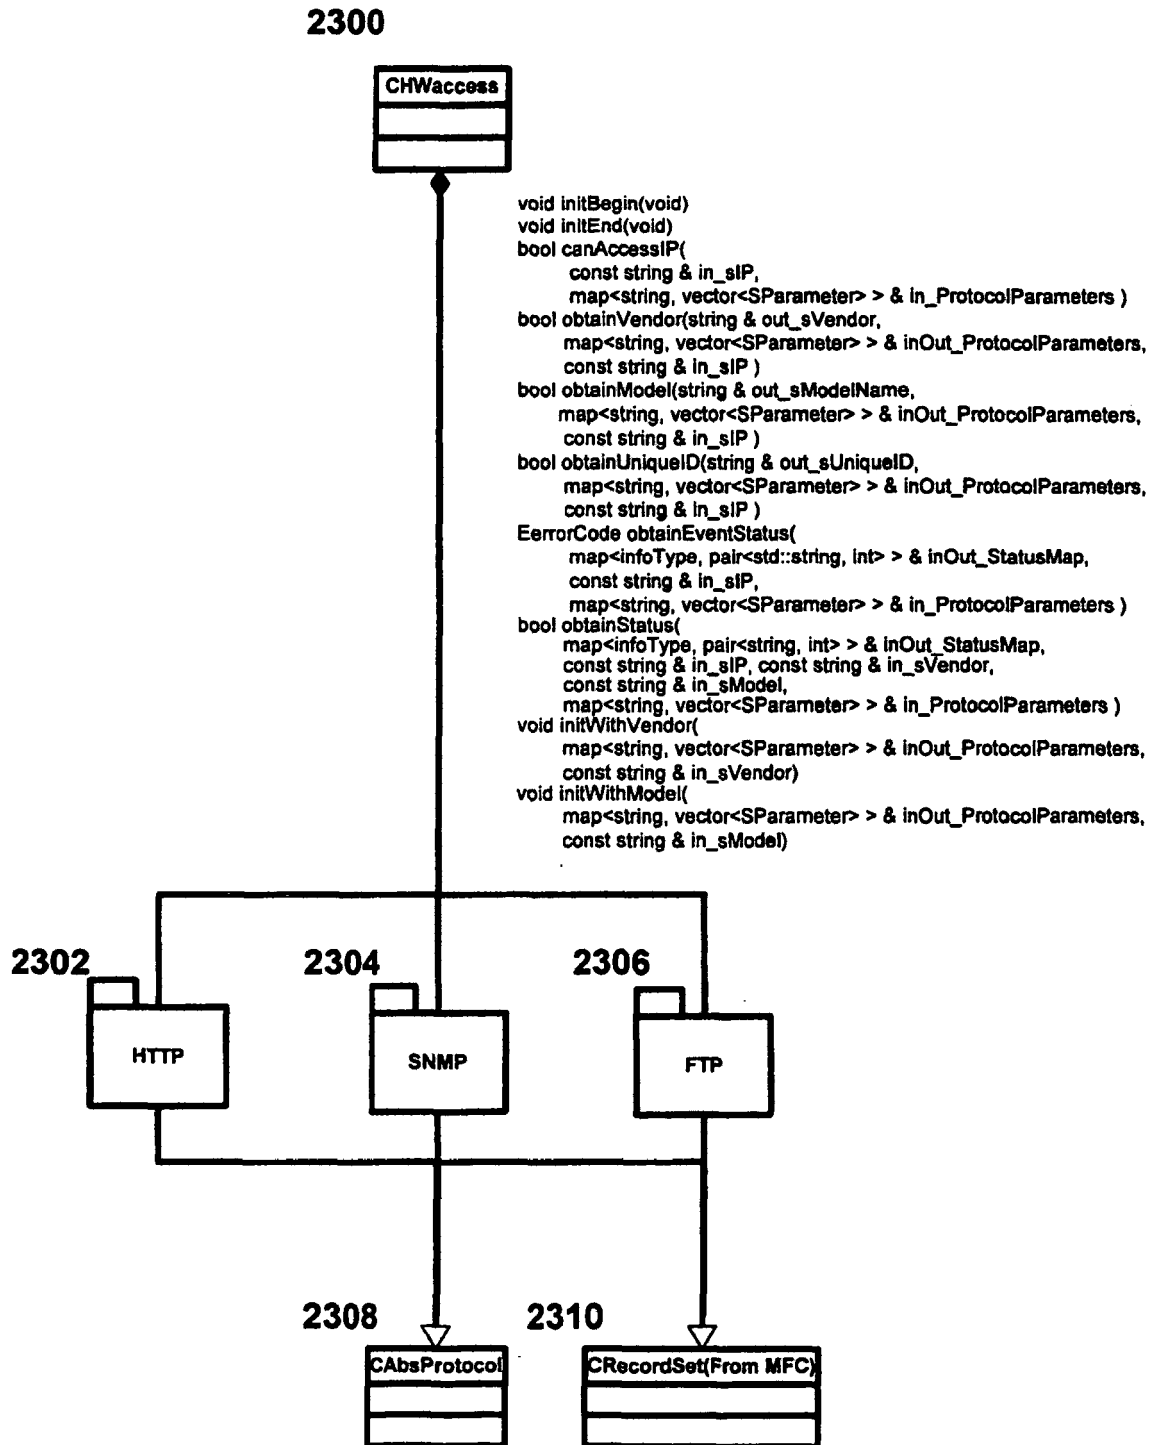 2300
CHWaccess
void initBegin(void)
void initEnd(void)
bool canAccessIP(
const string & in_sIP,
map<string, vector<SParameter> > & in_ProtocolParameters )
bool obtainVendor(string & out_sVendor,
map<string, vector<SParameter> > & inOut_ProtocolParameters,
const string & in_sIP )
bool obtainModel(string & out_sModelName,
map<string, vector<SParameter> > & inOut_ProtocolParameters,
const string & in_sIP )
bool obtainUniqueID(string & out_sUniqueID,
map<string, vector<SParameter> > & inOut_ProtocolParameters,
const string & in_sIP )
EerrorCode obtainEventStatus(
map<infoType, pair<std::string, int> > & inOut_StatusMap,
const string & in_sIP,
map<string, vector<SParameter> > & in_ProtocolParameters )
bool obtainStatus(
map<infoType, pair<string, int> > & inOut_StatusMap,
const string & in_sIP, const string & in_sVendor,
const string & in_sModel,
map<string, vector<SParameter> > & in_ProtocolParameters )
void initWithVendor(
map<string, vector<SParameter> > & inOut_ProtocolParameters,
const string & in_sVendor)
void initWithModel(
map<string, vector<SParameter> > & inOut_ProtocolParameters,
const string & in_sModel)
2302
2304
2306
HTTP
SNMP
FTP
2308
2310
CAbsProtocol
CRecordSet(From MFC)